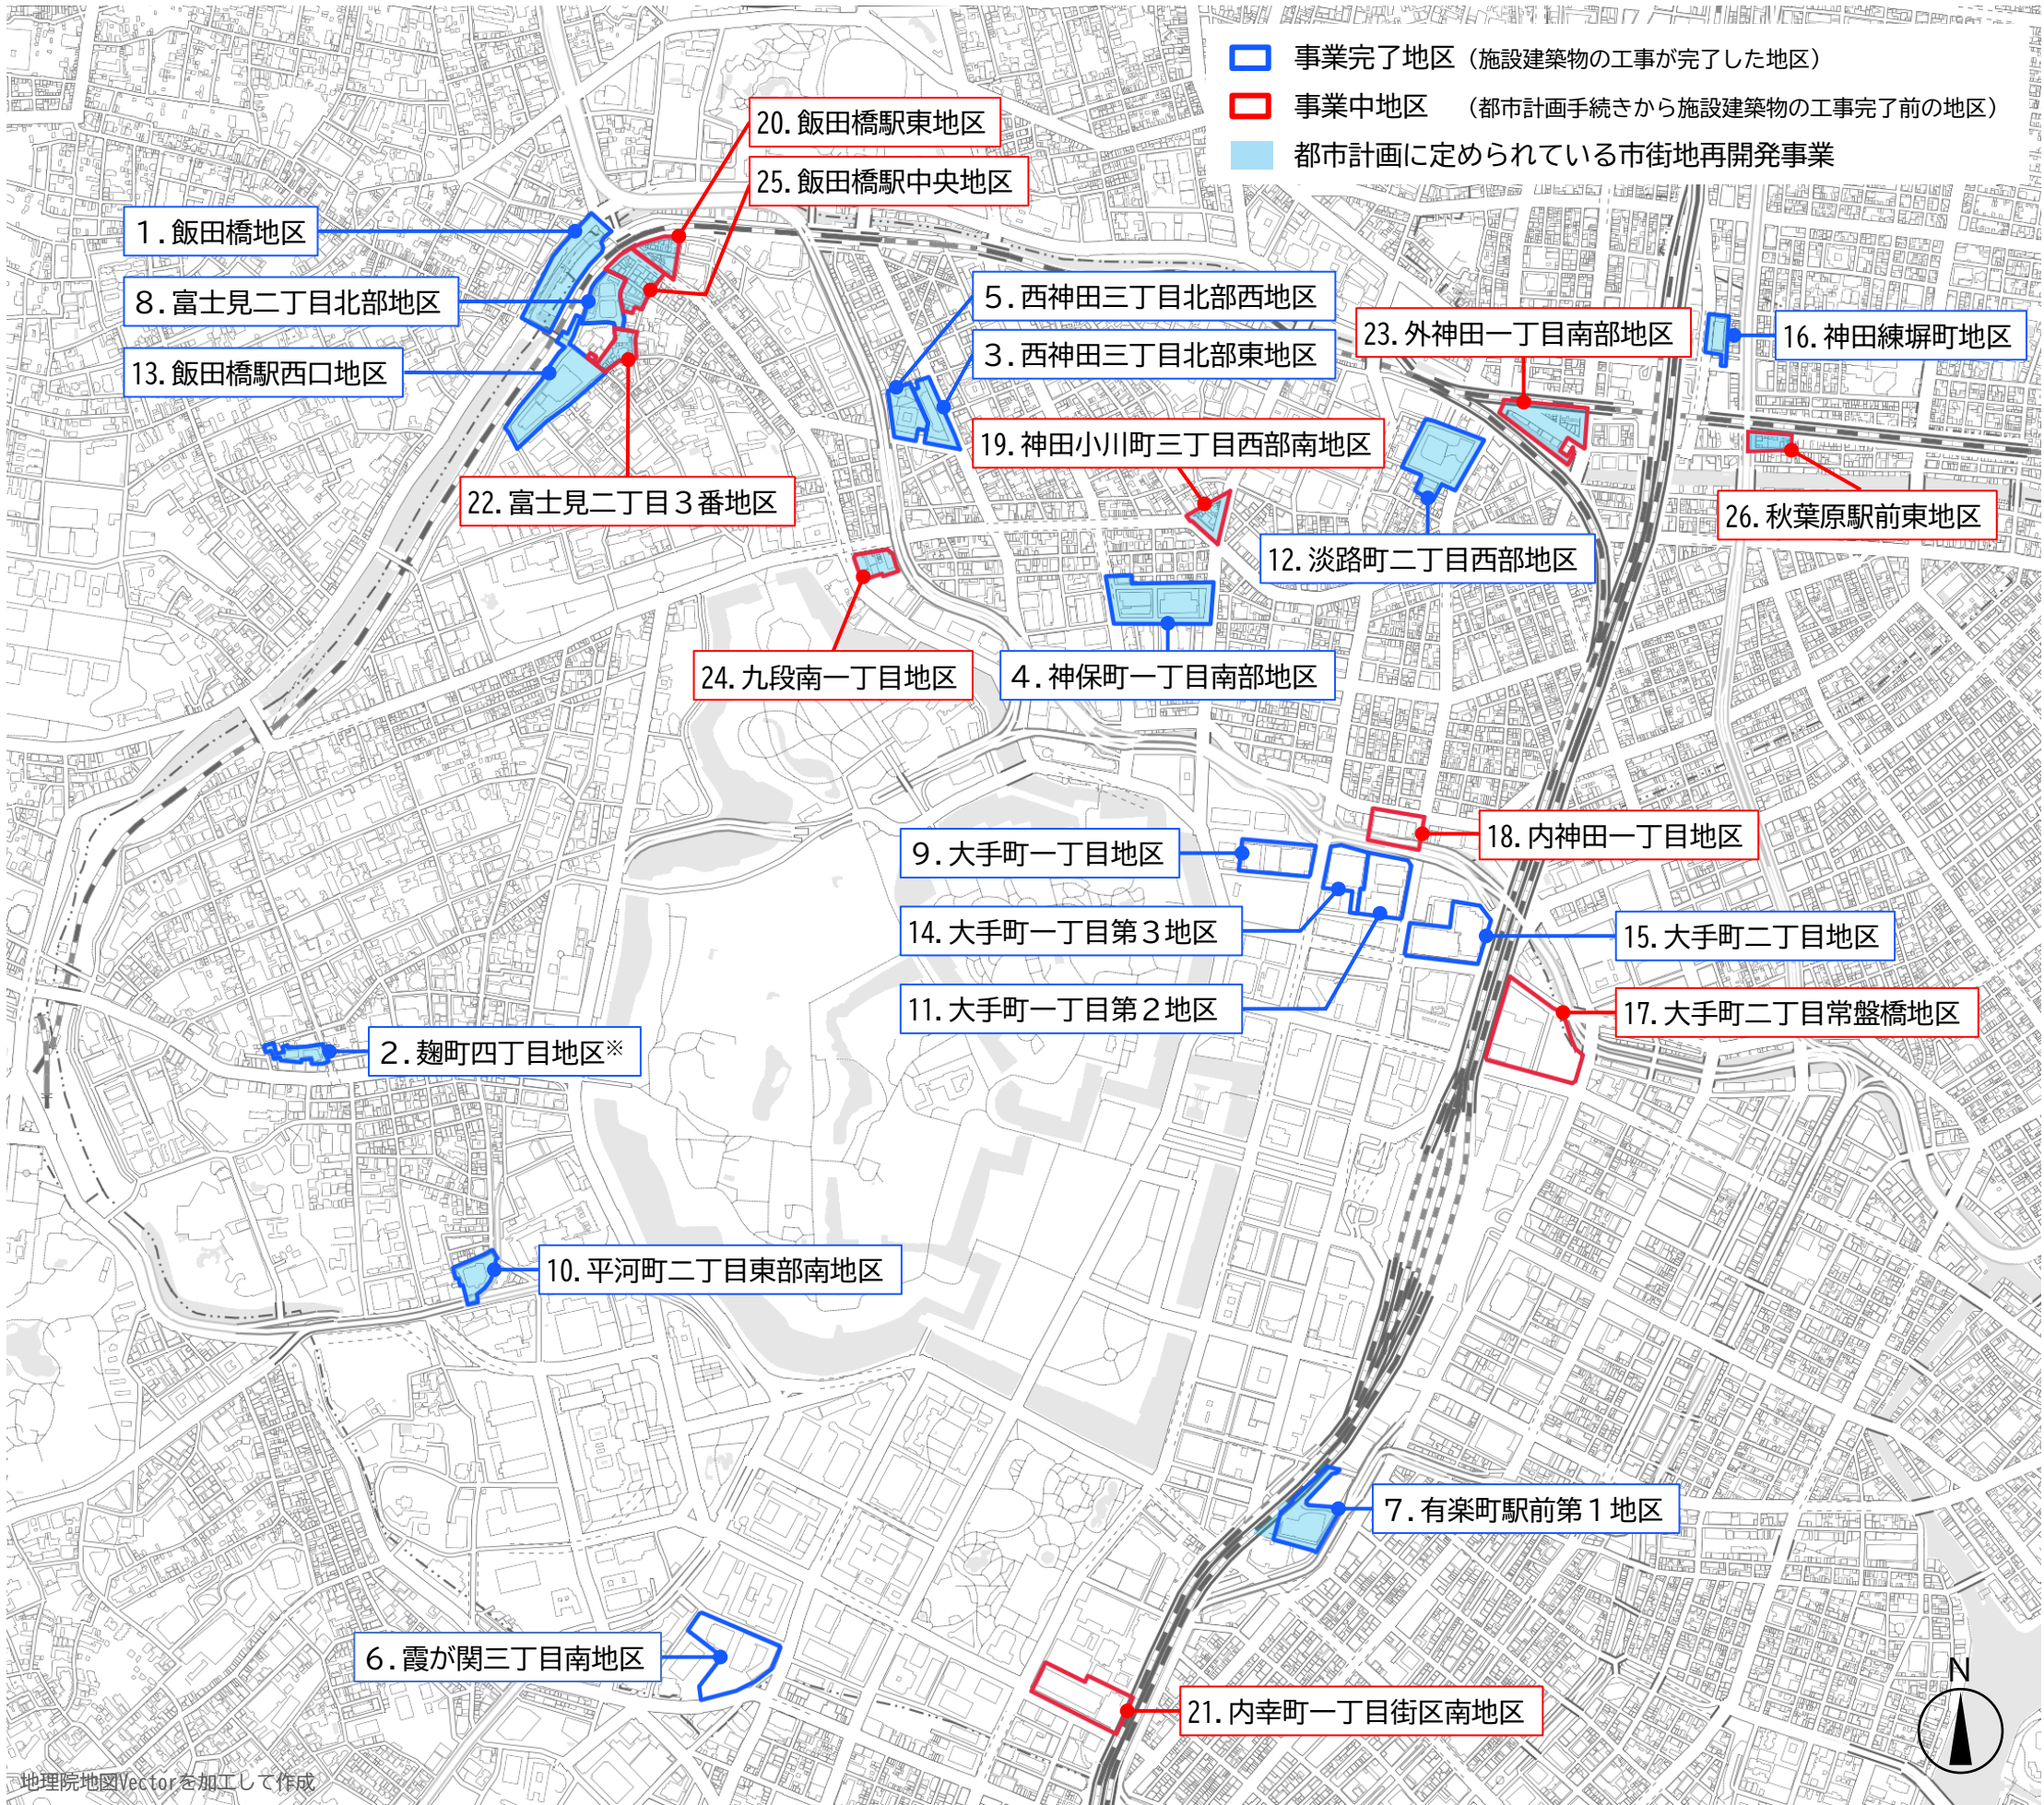 事業完了地区（施設建築物の工事が完了した地区）
事業中地区　（都市計画手続きから施設建築物の工事完了前の地区）
都市計画に定められている市街地再開発事業
20.飯田橋駅東地区
25.飯田橋駅中央地区
１.飯田橋地区
８.富士見二丁目北部地区
13.飯田橋駅西口地区
５.西神田三丁目北部西地区
３.西神田三丁目北部東地区
23.外神田一丁目南部地区
16.神田練塀町地区
19.神田小川町三丁目西部南地区
22.富士見二丁目３番地区
26.秋葉原駅前東地区
12.淡路町二丁目西部地区
24.九段南一丁目地区
４.神保町一丁目南部地区
18.内神田一丁目地区
９.大手町一丁目地区
14.大手町一丁目第３地区
15.大手町二丁目地区
11.大手町一丁目第２地区
17.大手町二丁目常盤橋地区
２.麹町四丁目地区※
10.平河町二丁目東部南地区
７.有楽町駅前第１地区
６.霞が関三丁目南地区
21.内幸町一丁目街区南地区
N
地理院地図Vectorを加工して作成